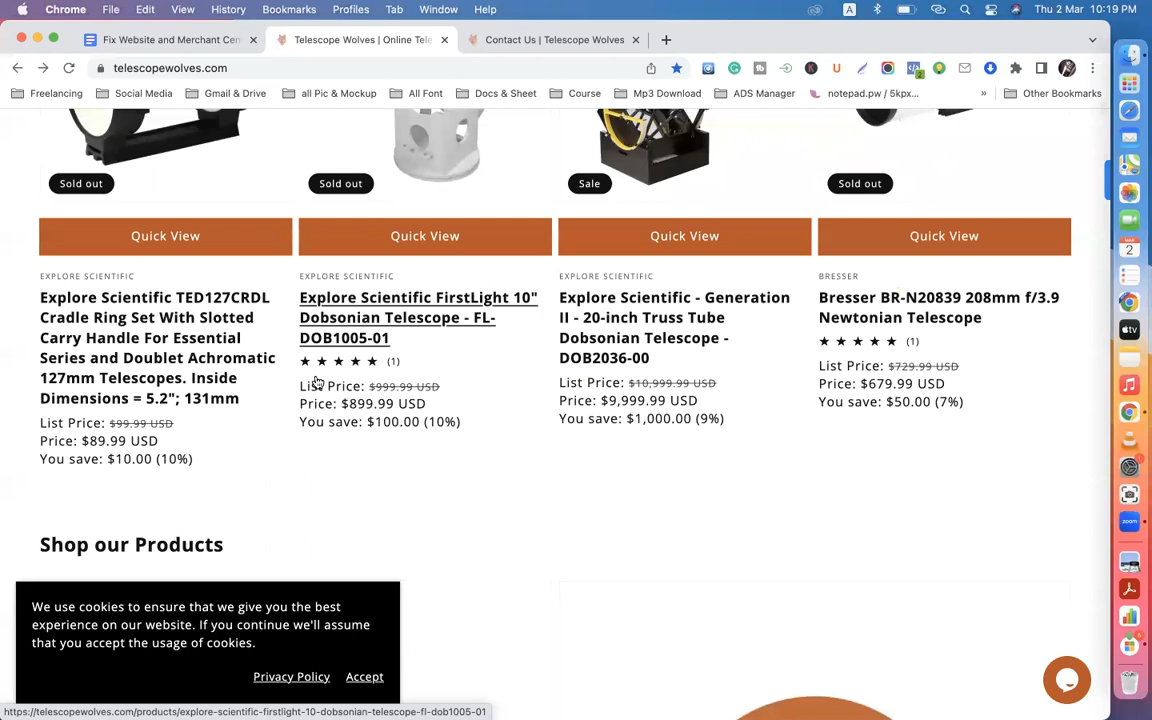 Chrome File Edit View History Bookmarks Profiles Tab Window Help
A
Thu 2 Mar 10:19 PM
Fix Website and Merchant Cen
Telescope Wolves | Online Tele
Contact Us | Telescope Wolves
telescopewolves.com
2
Freelancing Social Media Gmail & Drive all Pic & Mockup All Font Docs & Sheet Course Mp3 Download ADS Manager notepad.pw / 5kpx... » Other Bookmarks
Sold out
Sold out
Sale
Sold out
Quick View
Quick View
Quick View
Quick View
EXPLORE SCIENTIFIC
Explore Scientific TED127CRDL
Cradle Ring Set With Slotted
Carry Handle For Essential
Series and Doublet Achromatic
127mm Telescopes. Inside
Dimensions = 5.2"; 131mm
List Price: $99.99 USD
Price: $89.99 USD
You save: $10.00 (10%)
EXPLORE SCIENTIFIC
Explore Scientific FirstLight 10"
Dobsonian Telescope - FL-
DOB1005-01
★ ★ ★ ★ ★ (1)
List Price: $999.99 USD
Price: $899.99 USD
You save: $100.00 (10%)
EXPLORE SCIENTIFIC
Explore Scientific - Generation
II - 20-inch Truss Tube
Dobsonian Telescope -
DOB2036-00
List Price: $10,999.99 USD
Price: $9,999.99 USD
You save: $1,000.00 (9%)
BRESSER
Bresser BR-N20839 208mm f/3.9
Newtonian Telescope
★ ★ ★ ★ ★ (1)
List Price: $729.99 USD
Price: $679.99 USD
You save: $50.00 (7%)
Shop our Products
We use cookies to ensure that we give you the best
experience on our website. If you continue we'll assume
that you accept the usage of cookies.
Privacy Policy Accept
https://telescopewolves.com/products/explore-scientific-firstlight-10-dobsonian-telescope-fl-dob1005-01
2
tv
zoom